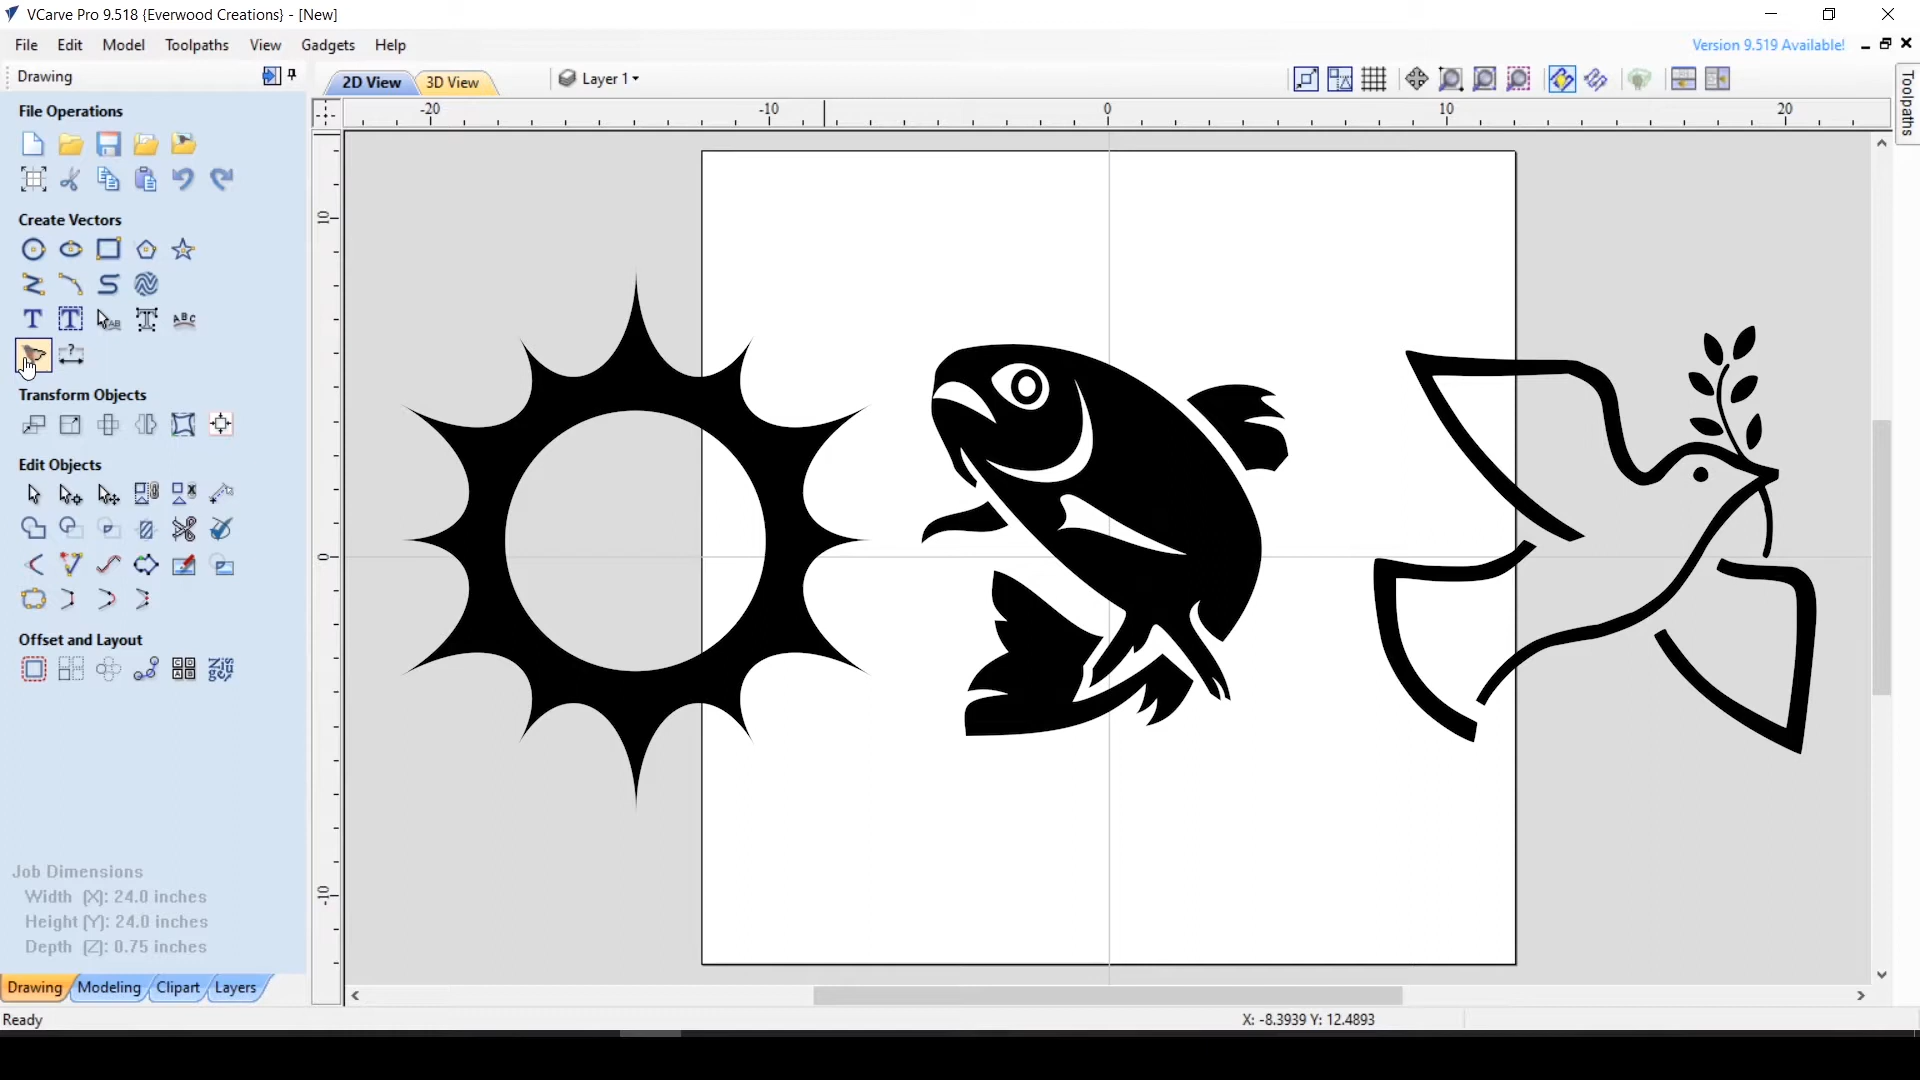 VCarve Pro 9.518 {Everwood Creations} - [New]
File Edit Model Toolpaths View Gadgets Help
Version 9.519 Available!
Drawing
2D View 3D View Layer 1
Toolpaths
-20 -10 0 10 20
File Operations
10
Create Vectors
Transform Objects
Edit Objects
0
Offset and Layout
Job Dimensions
Width (X): 24.0 inches
-10
Height (Y): 24.0 inches
Depth (Z): 0.75 inches
Drawing Modeling Clipart Layers
Ready
X: -8.3939 Y: 12.4893